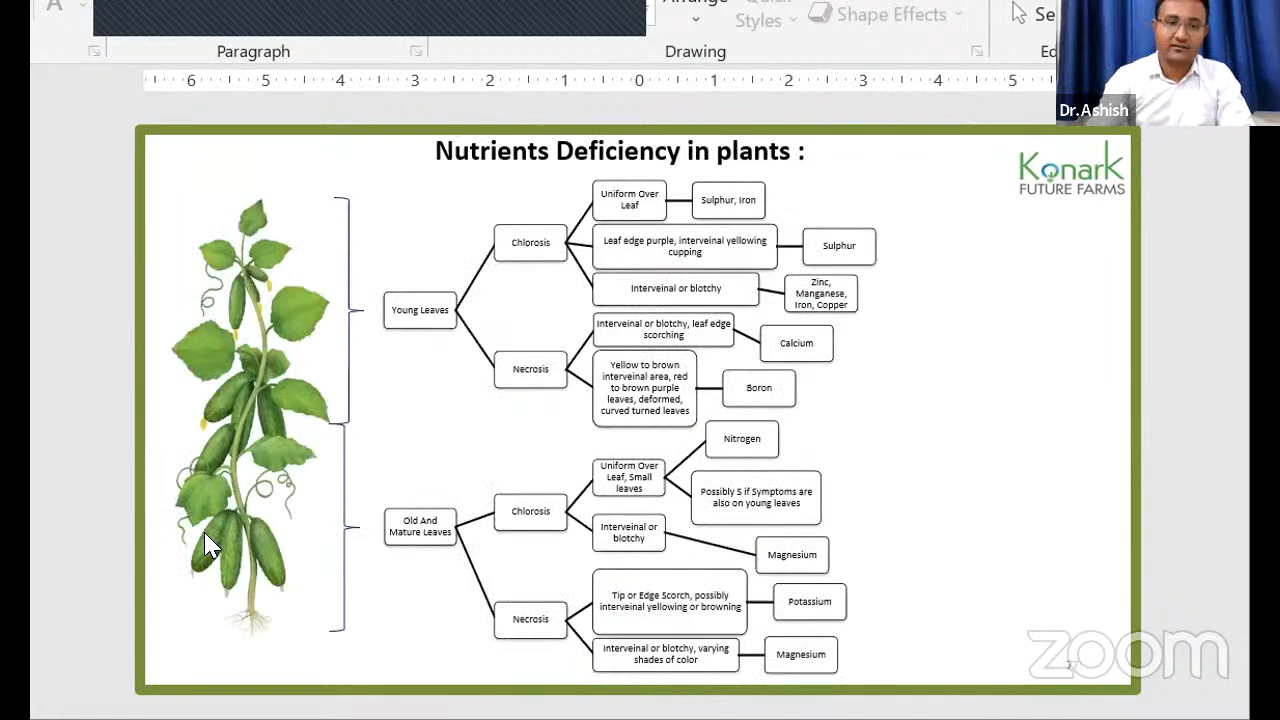 Arrange
Quick
Styles
Shape Effects
Se
Paragraph
Drawing
Ed
6 5 4 3 2 1 0 1 2 3 4 5
Dr.Ashish
Nutrients Deficiency in plants :
Konark
FUTURE FARMS
Uniform Over
Leaf
Sulphur, Iron
Chlorosis
Leaf edge purple, interveinal yellowing
cupping
Sulphur
Interveinal or blotchy
Zinc,
Manganese,
Iron, Copper
Young Leaves
Interveinal or blotchy, leaf edge
scorching
Calcium
Necrosis
Yellow to brown
interveinal area, red
to brown purple
leaves, deformed,
curved turned leaves
Boron
Nitrogen
Uniform Over
Leaf, Small
leaves
Possibly S if Symptoms are
also on young leaves
Chlorosis
Old And
Mature Leaves
Interveinal or
blotchy
Magnesium
Tip or Edge Scorch, possibly
interveinal yellowing or browning
Potassium
Necrosis
Interveinal or blotchy, varying
shades of color
Magnesium
zoom